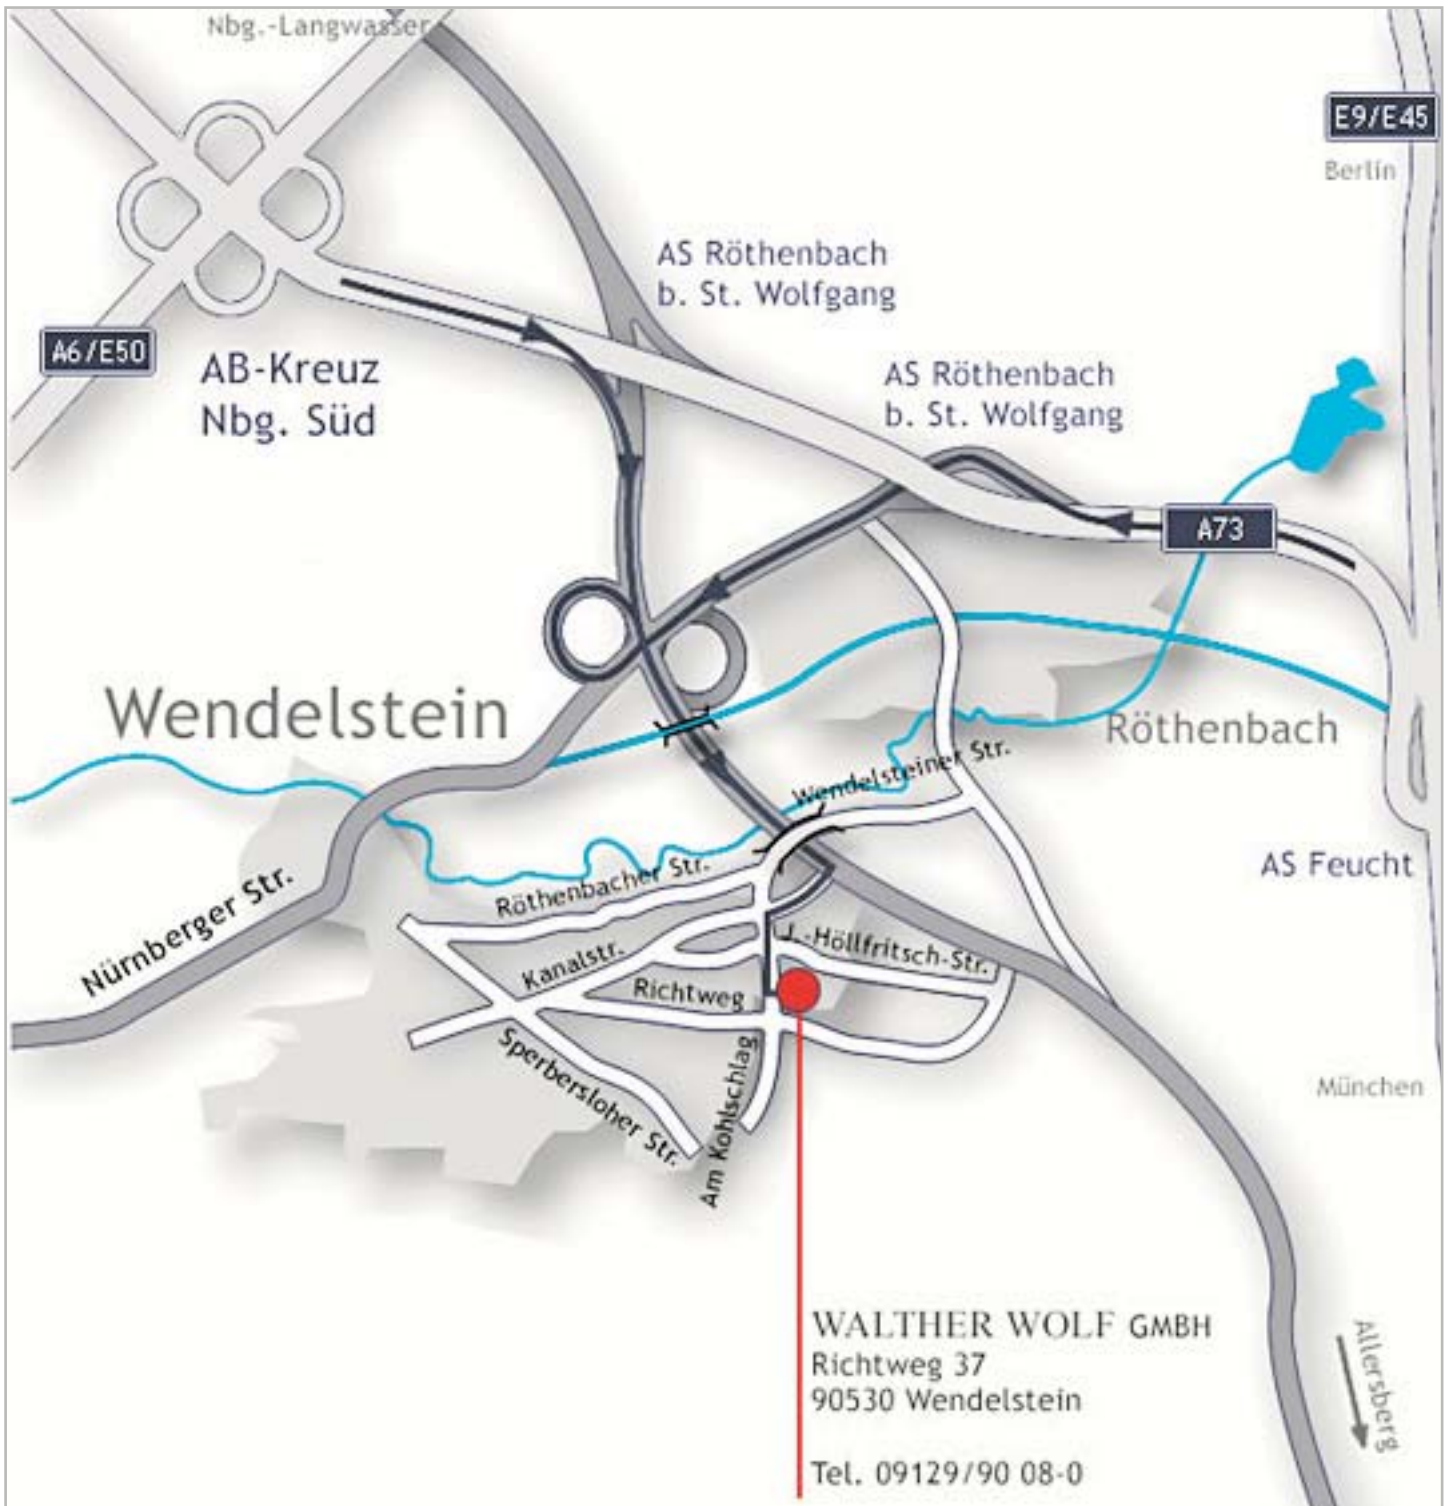 Nbg.-Langwasser
E9/E45
Berlin
AS Röthenbach
b. St. Wolfgang
A6/E50
AB-Kreuz
Nbg. Süd
AS Röthenbach
b. St. Wolfgang
A73
Wendelstein
Röthenbach
Wendelsteiner Str.
AS Feucht
Röthenbacher Str.
Nürnberger Str.
J.-Höllfritsch-Str.
Kanalstr.
Richtweg
Sperbersloher Str.
Am Kohlschlag
München
WALTHER WOLF GMBH
Richtweg 37
90530 Wendelstein
Allersberg
Tel. 09129/90 08-0